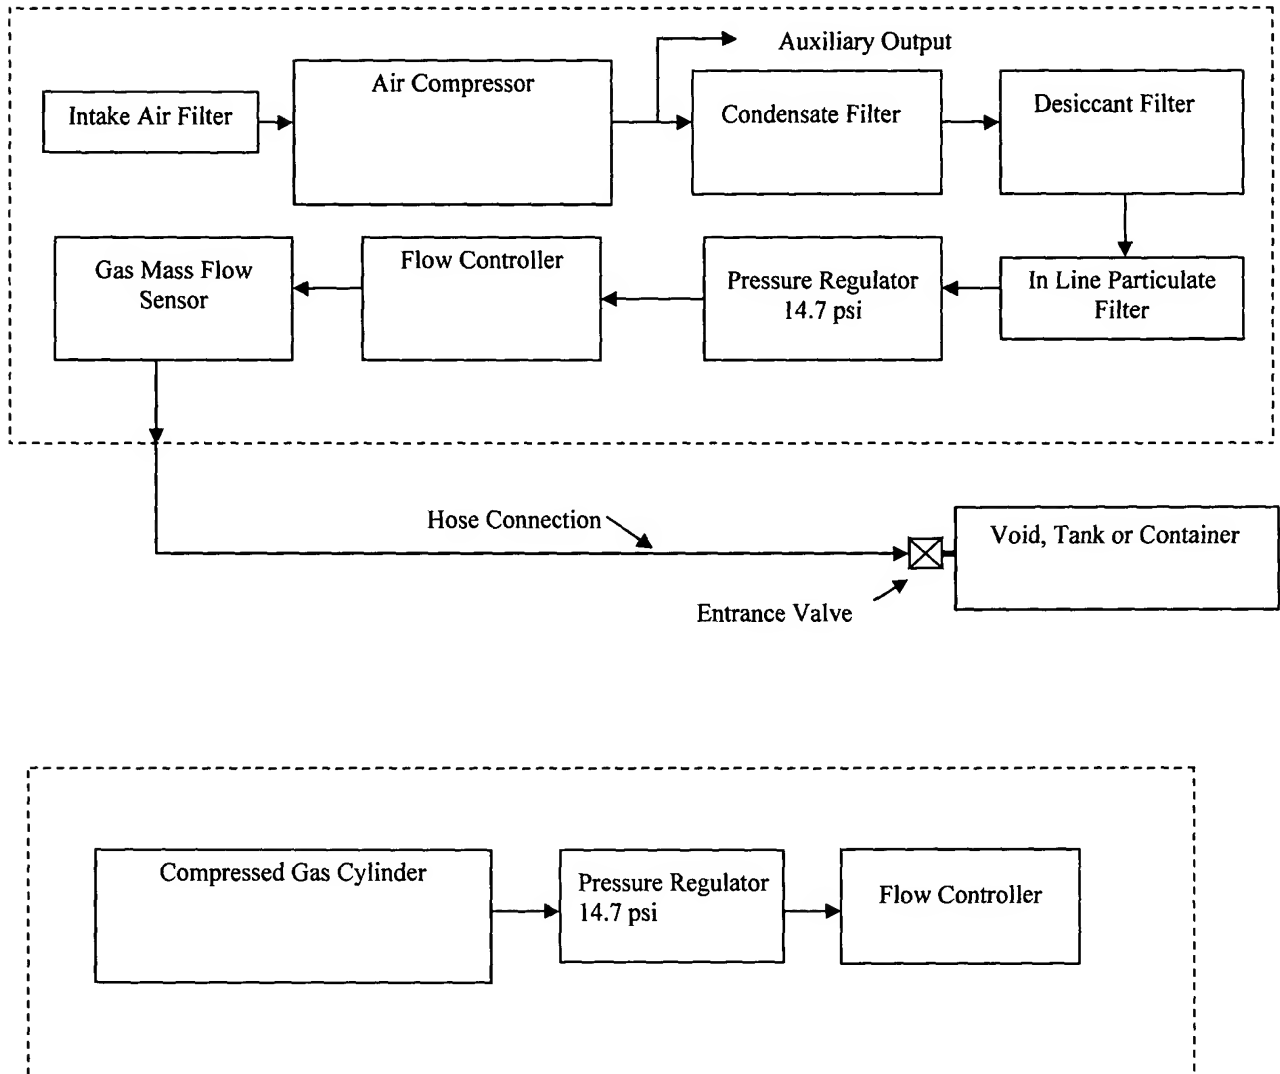 Auxiliary Output
Intake Air Filter
Air Compressor
Condensate Filter
Desiccant Filter
Gas Mass Flow
Sensor
Flow Controller
Pressure Regulator
14.7 psi
In Line Particulate
Filter
Hose Connection
Void, Tank or Container
Entrance Valve
Compressed Gas Cylinder
Pressure Regulator
14.7 psi
Flow Controller